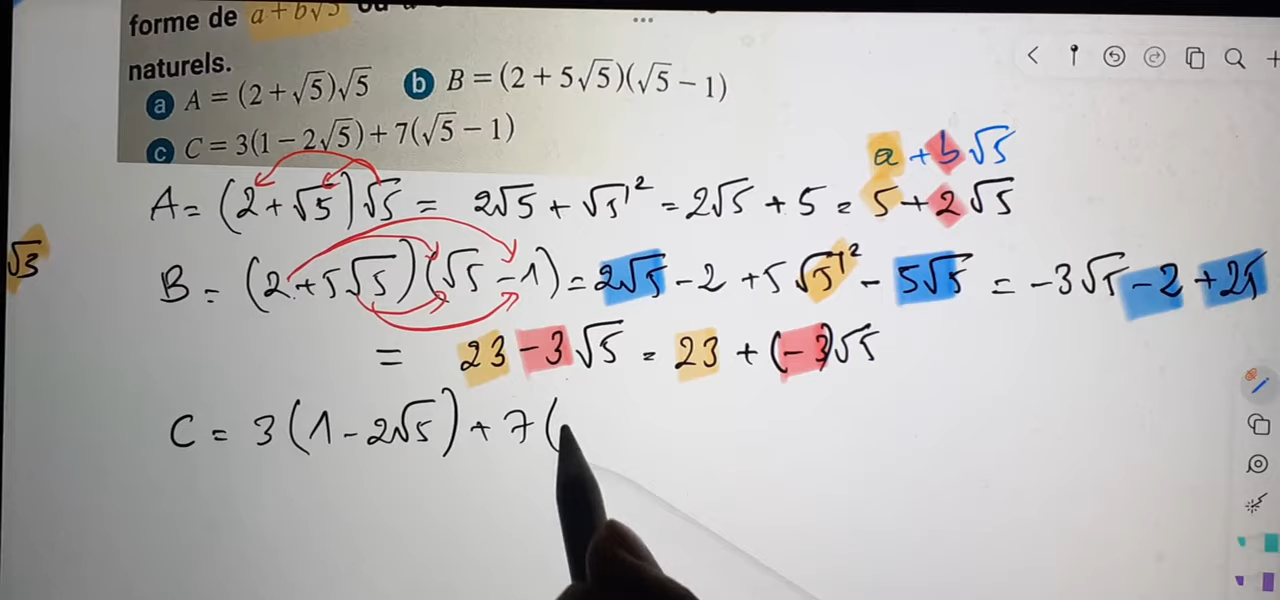 forme de a+b√5 ou
naturels.
a A = (2 + √5)√5 b B = (2 + 5√5)(√5 − 1)
c C = 3(1 − 2√5) + 7(√5 − 1)
a + b√5
A = (2 + √5)√5 = 2√5 + √5² = 2√5 + 5 = 5 + 2√5
√3
B = (2 + 5√5)(√5 − 1) = 2√5 − 2 + 5√5² − 5√5 = −3√5 − 2 + 25
= 23 − 3√5 = 23 + (−3)√5
C = 3(1 − 2√5) + 7(